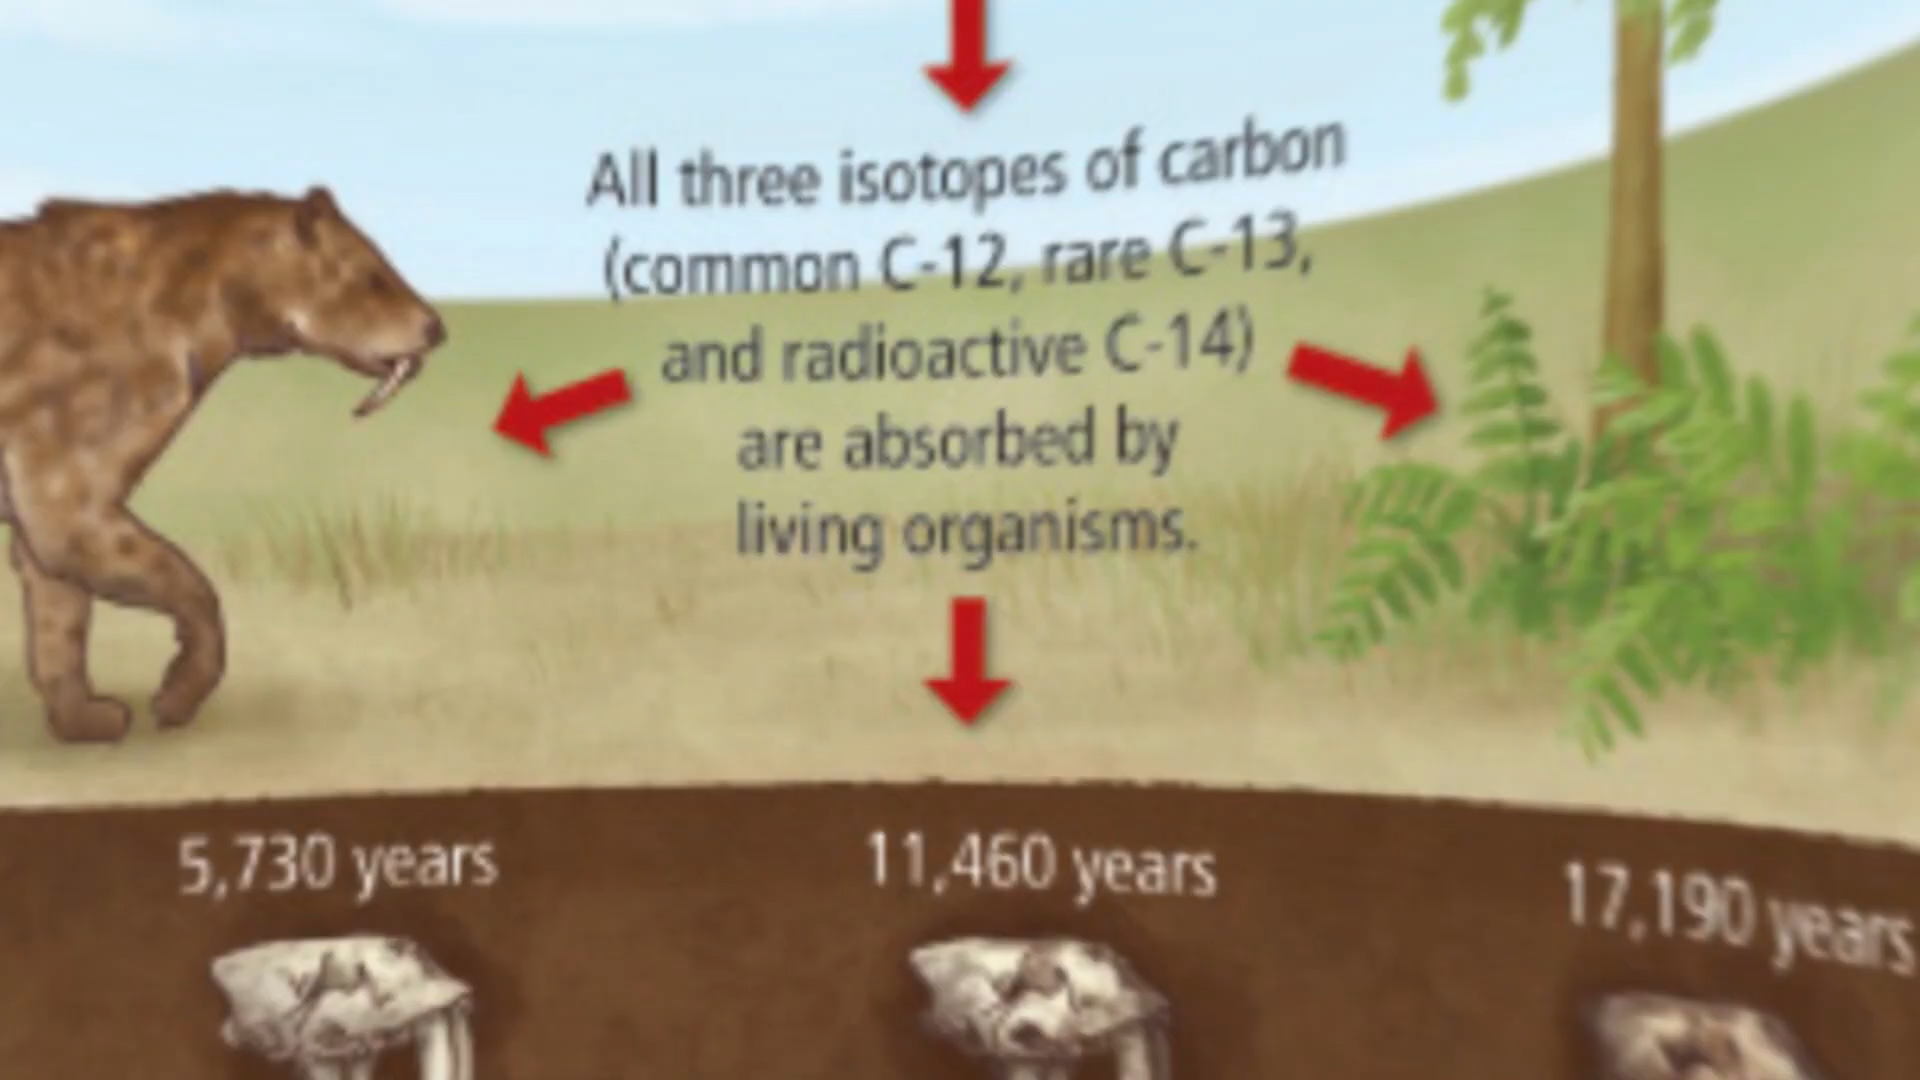 All three isotopes of carbon
(common C-12, rare C-13,
and radioactive C-14)
are absorbed by
living organisms.
5,730 years
11,460 years
17,190 years